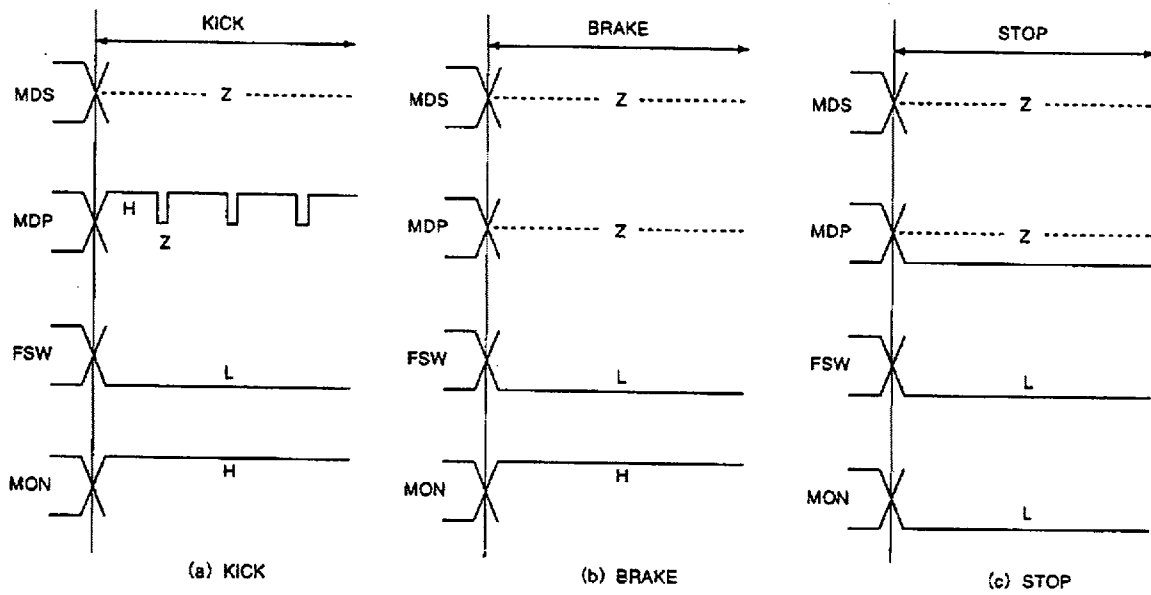 KICK
MDS
Z
MDP
H
Z
FSW
L
MON
H
(a) KICK
BRAKE
MDS
Z
MDP
Z
FSW
L
MON
H
(b) BRAKE
STOP
MDS
Z
MDP
Z
FSW
L
MON
L
(c) STOP